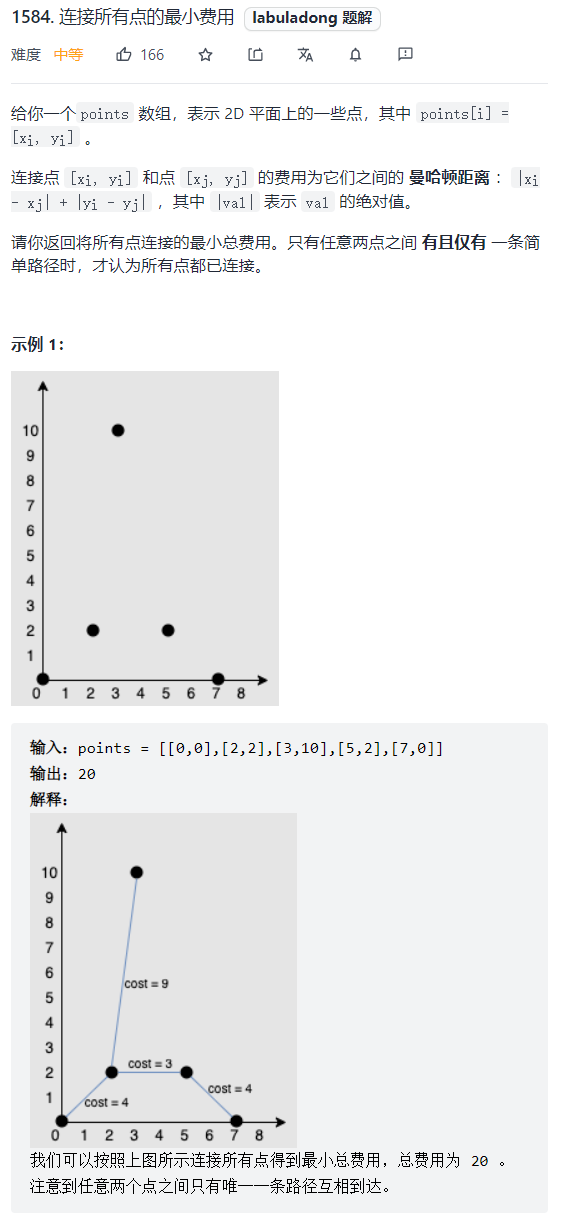 1584. 连接所有点的最小费用 labuladong 题解
难度 中等 166
给你一个points 数组，表示 2D 平面上的一些点，其中 points[i] =
[xi, yi] 。
连接点 [xi, yi] 和点 [xj, yj] 的费用为它们之间的 曼哈顿距离 ：|xi
- xj| + |yi - yj| ，其中 |val| 表示 val 的绝对值。
请你返回将所有点连接的最小总费用。只有任意两点之间 有且仅有 一条简
单路径时，才认为所有点都已连接。
示例 1：
10
9
8
7
6
5
4
3
2
1
0 1 2 3 4 5 6 7 8
输入：points = [[0,0],[2,2],[3,10],[5,2],[7,0]]
输出：20
解释：
10
9
8
7
6
5
4
3
2
1
cost = 9
cost = 3
cost = 4
cost = 4
0 1 2 3 4 5 6 7 8
我们可以按照上图所示连接所有点得到最小总费用，总费用为 20 。
注意到任意两个点之间只有唯一一条路径互相到达。